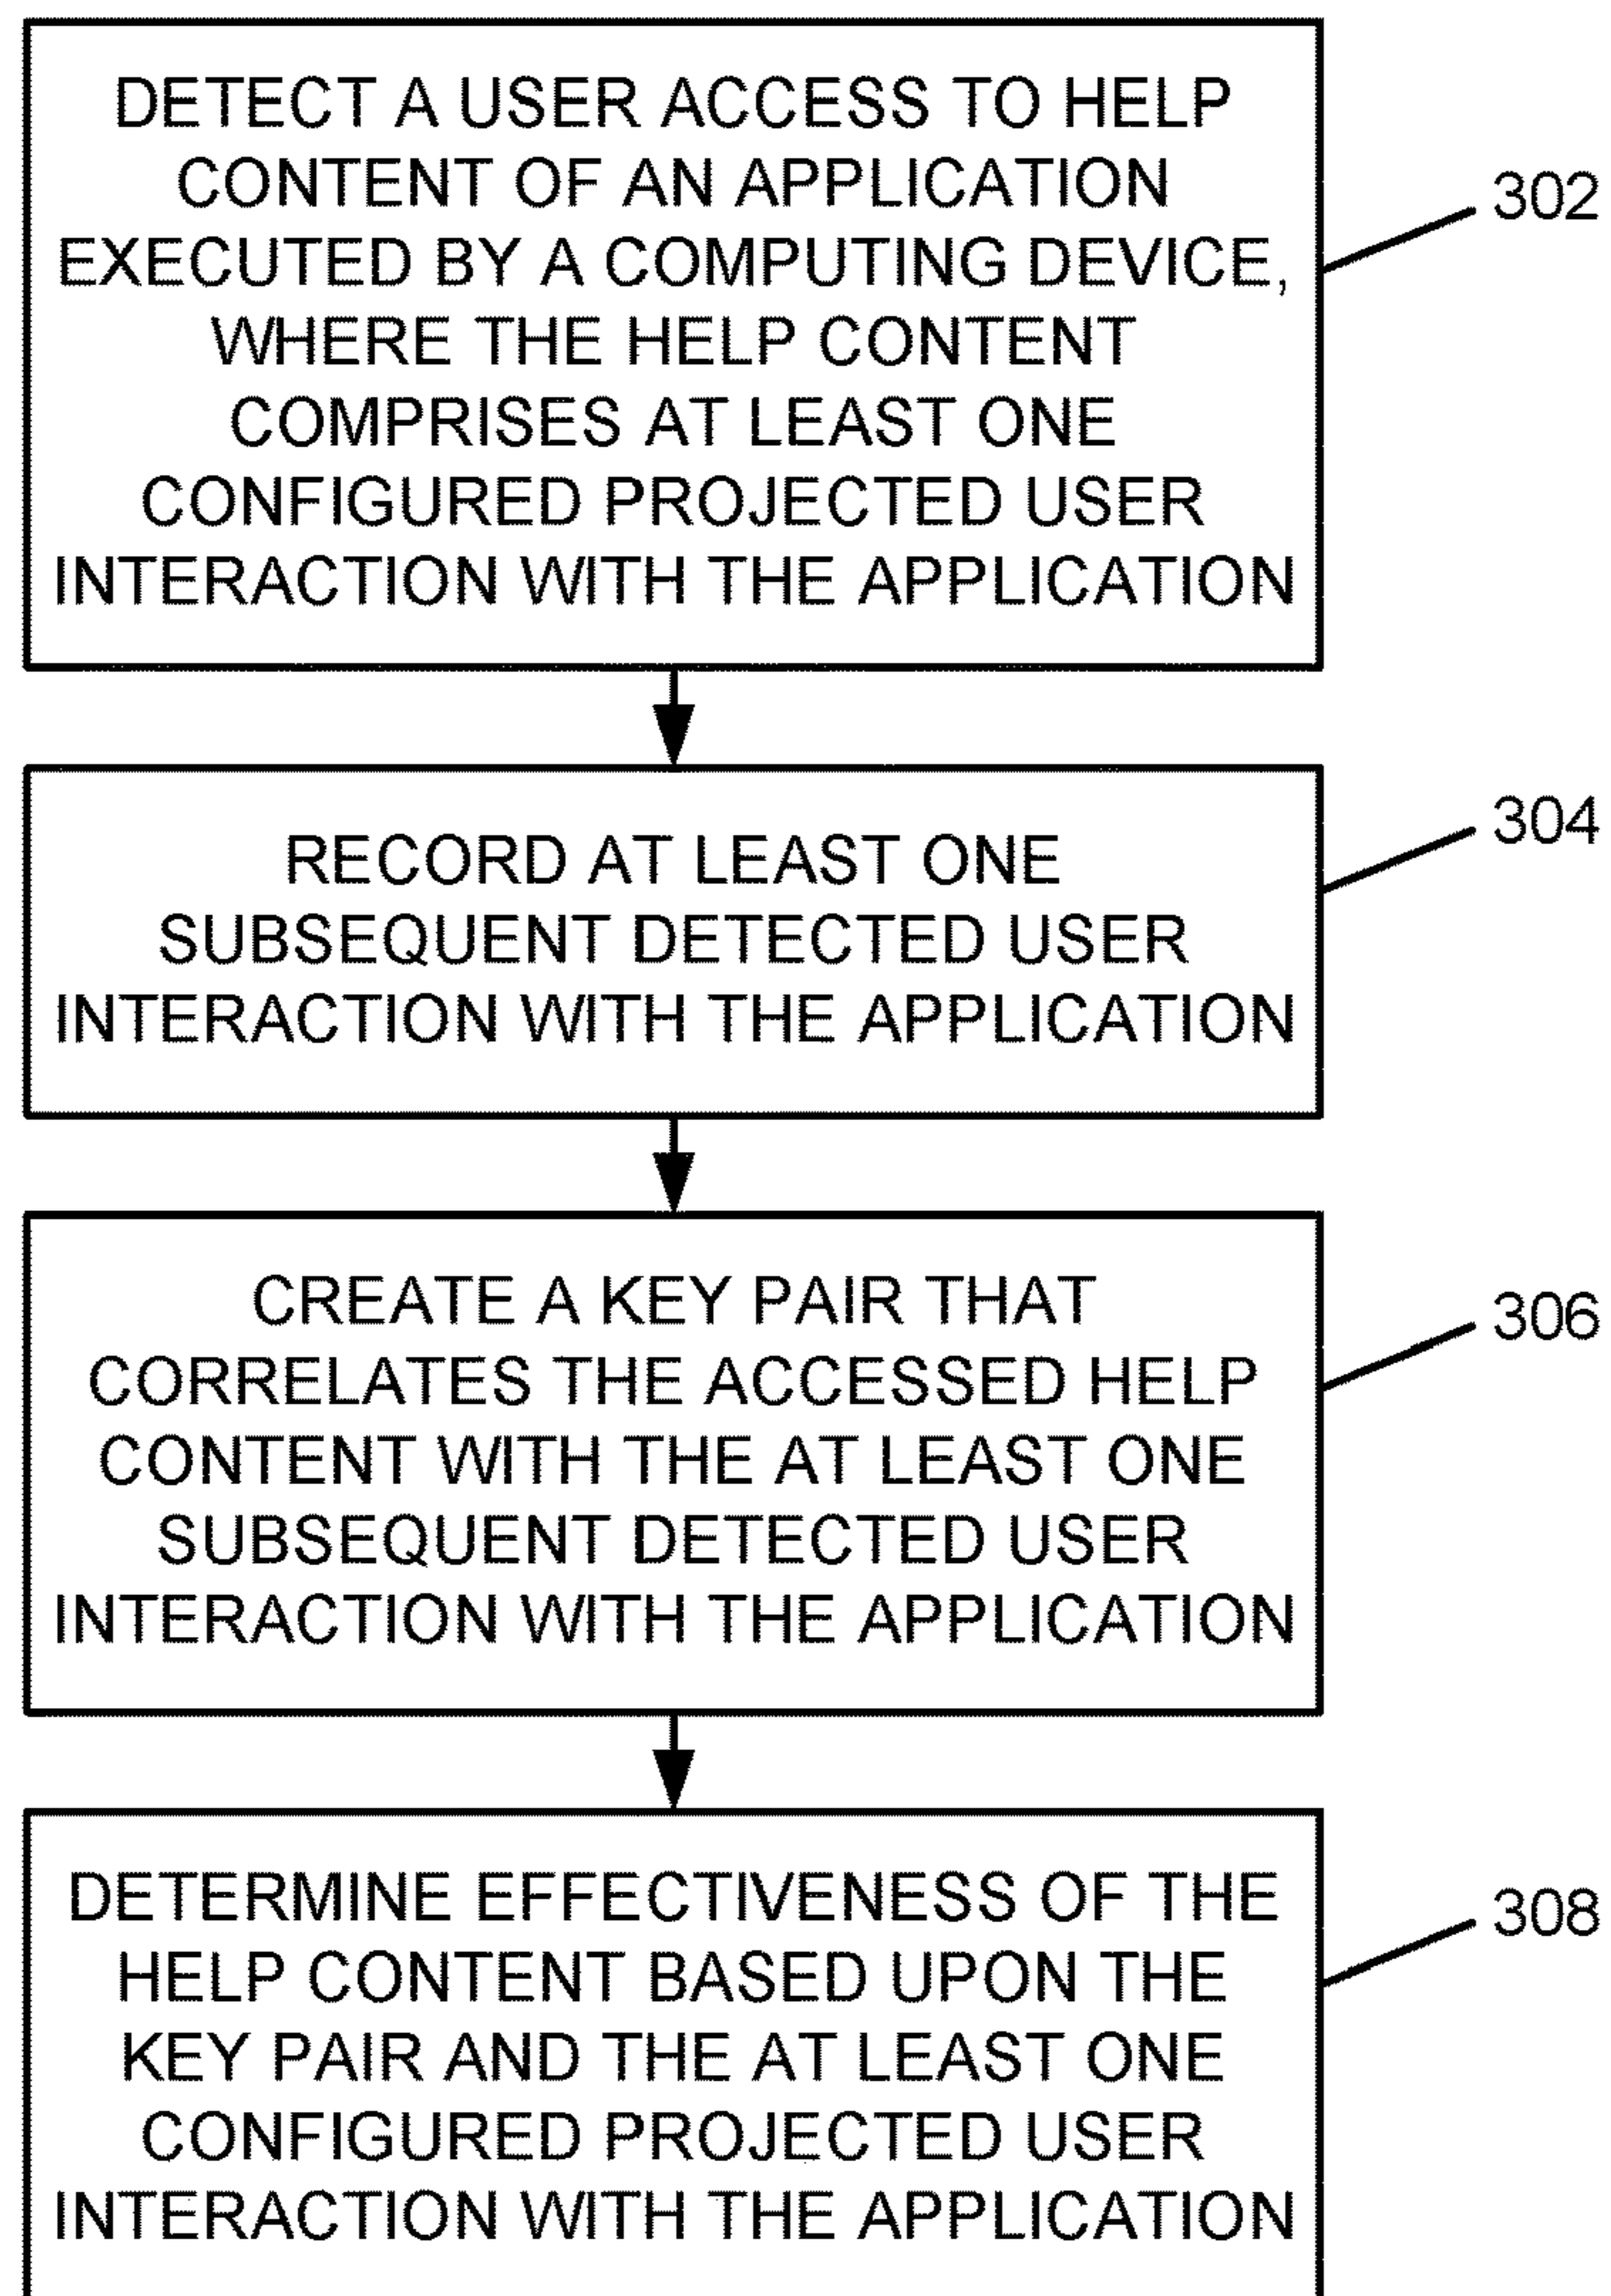 DETECT A USER ACCESS TO HELP
CONTENT OF AN APPLICATION
EXECUTED BY A COMPUTING DEVICE,
WHERE THE HELP CONTENT
COMPRISES AT LEAST ONE
CONFIGURED PROJECTED USER
INTERACTION WITH THE APPLICATION
302
RECORD AT LEAST ONE
SUBSEQUENT DETECTED USER
INTERACTION WITH THE APPLICATION
304
CREATE A KEY PAIR THAT
CORRELATES THE ACCESSED HELP
CONTENT WITH THE AT LEAST ONE
SUBSEQUENT DETECTED USER
INTERACTION WITH THE APPLICATION
306
DETERMINE EFFECTIVENESS OF THE
HELP CONTENT BASED UPON THE
KEY PAIR AND THE AT LEAST ONE
CONFIGURED PROJECTED USER
INTERACTION WITH THE APPLICATION
308